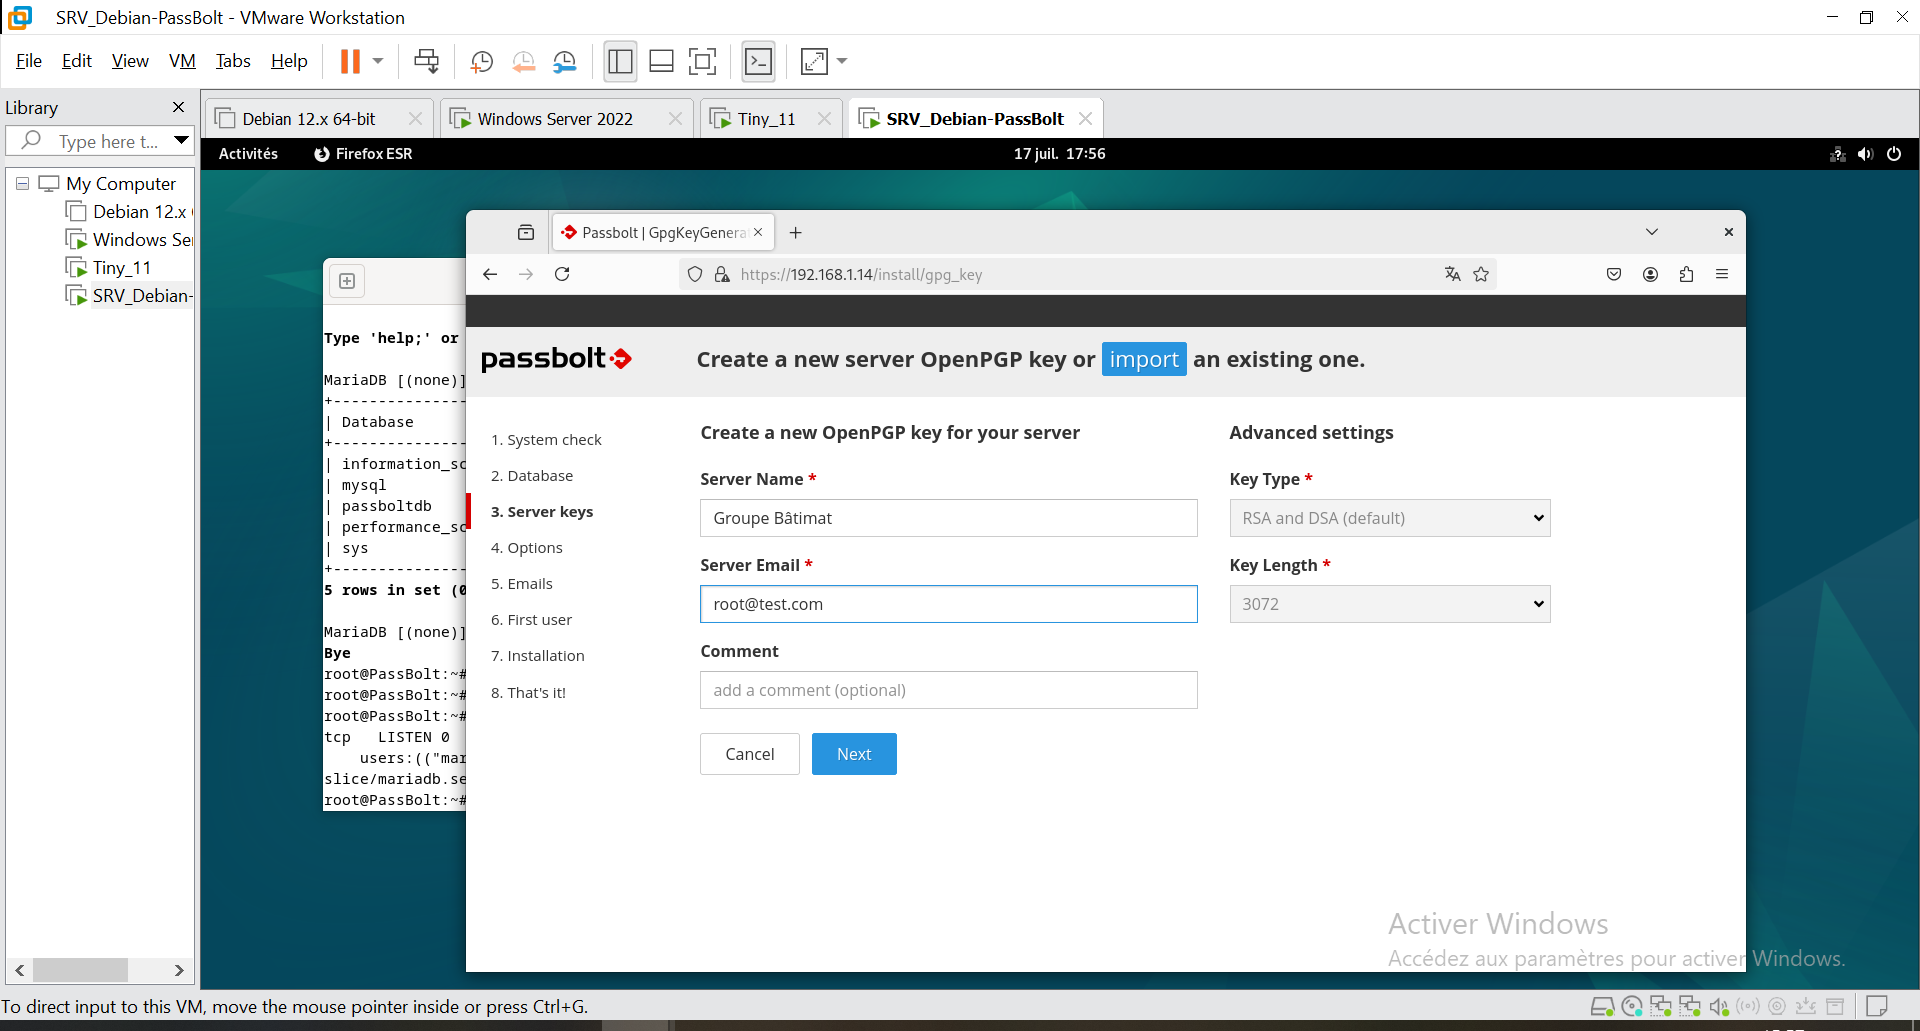 SRV_Debian-PassBolt - VMware Workstation
File Edit View VM Tabs Help
Library
Type here t...
My Computer
Debian 12.x
Windows Ser
Tiny_11
SRV_Debian-
Debian 12.x 64-bit
Windows Server 2022
Tiny_11
SRV_Debian-PassBolt
Activités Firefox ESR 17 juil. 17:56
Type 'help;' or
MariaDB [(none)]
+---------------
| Database
+---------------
| information_sc
| mysql
| passboltdb
| performance_sc
| sys
+---------------
5 rows in set (0
MariaDB [(none)]
Bye
root@PassBolt:~#
root@PassBolt:~#
root@PassBolt:~#
tcp LISTEN 0
users:(("mar
slice/mariadb.se
root@PassBolt:~#
Passbolt | GpgKeyGenera
https://192.168.1.14/install/gpg_key
passbolt
Create a new server OpenPGP key or import an existing one.
1. System check
2. Database
3. Server keys
4. Options
5. Emails
6. First user
7. Installation
8. That's it!
Create a new OpenPGP key for your server
Server Name *
Groupe Bâtimat
Server Email *
root@test.com
Comment
add a comment (optional)
Cancel Next
Advanced settings
Key Type *
RSA and DSA (default)
Key Length *
3072
Activer Windows
Accédez aux paramètres pour activer Windows.
To direct input to this VM, move the mouse pointer inside or press Ctrl+G.